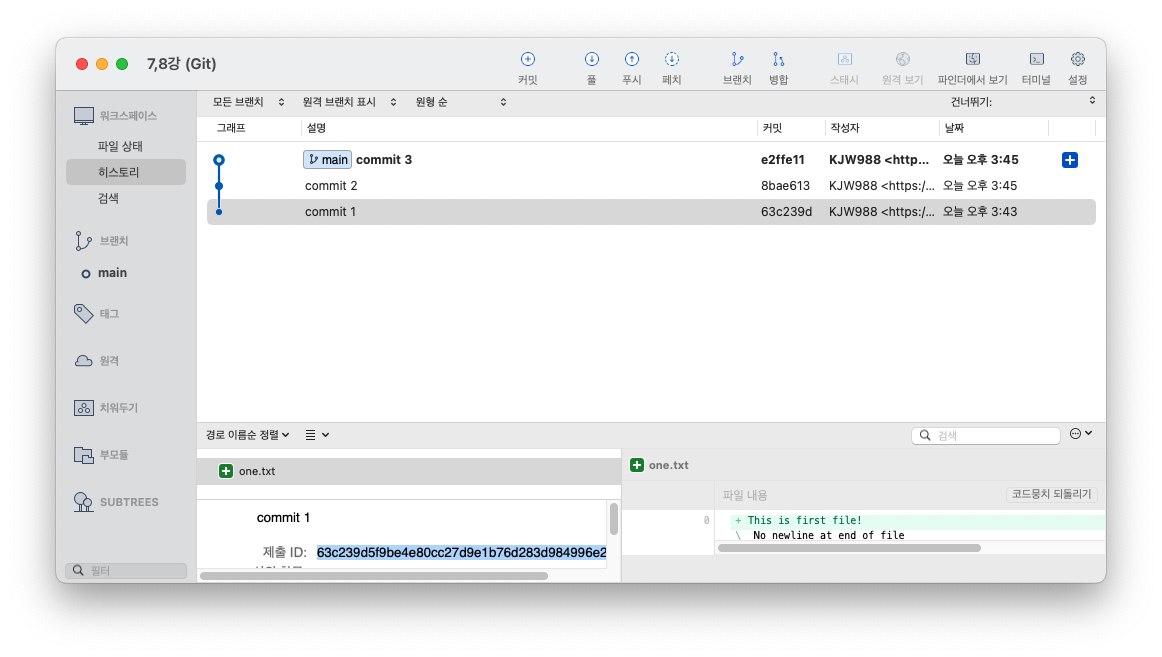 7,8강 (Git)
커밋 풀 푸시 페치 브랜치 병합 스태시 원격 보기 파인더에서 보기 터미널 설정
워크스페이스
파일 상태
히스토리
검색
브랜치
main
태그
원격
치워두기
부모듈
SUBTREES
필터
모든 브랜치 원격 브랜치 표시 원형 순 건너뛰기:
그래프 설명 커밋 작성자 날짜
main commit 3 e2ffe11 KJW988 <http... 오늘 오후 3:45
commit 2 8bae613 KJW988 <https:/... 오늘 오후 3:45
commit 1 63c239d KJW988 <https:/... 오늘 오후 3:43
경로 이름순 정렬 검색
one.txt
commit 1
제출 ID: 63c239d5f9be4e80cc27d9e1b76d283d984996e2
one.txt
파일 내용 코드뭉치 되돌리기
0 + This is first file!
\ No newline at end of file